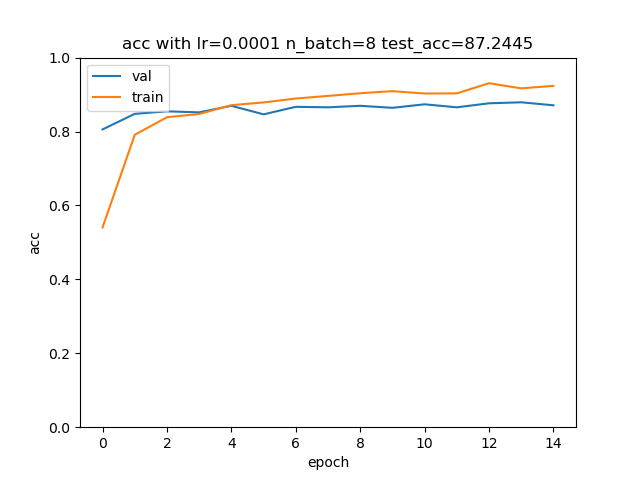 acc with lr=0.0001 n_batch=8 test_acc=87.2445
1.0
val
train
0.8
0.6
acc
0.4
0.2
0.0
0 2 4 6 8 10 12 14
epoch